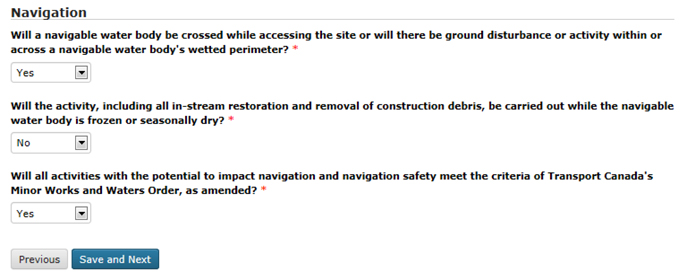 Navigation
Will a navigable water body be crossed while accessing the site or will there be ground disturbance or activity within or
across a navigable water body's wetted perimeter? *
Yes
Will the activity, including all in-stream restoration and removal of construction debris, be carried out while the navigable
water body is frozen or seasonally dry? *
No
Will all activities with the potential to impact navigation and navigation safety meet the criteria of Transport Canada's
Minor Works and Waters Order, as amended? *
Yes
Previous Save and Next